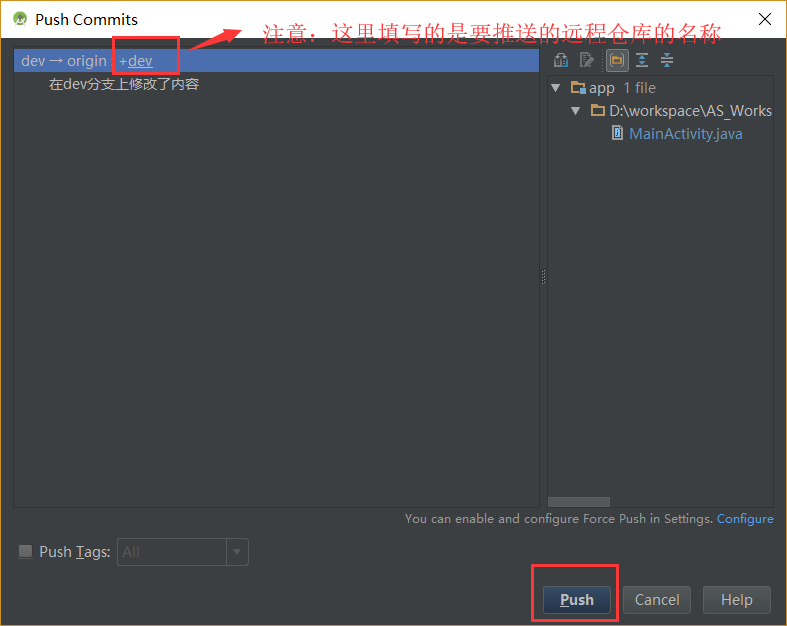 Push Commits
注意：这里填写的是要推送的远程仓库的名称
dev → origin +dev
在dev分支上修改了内容
app 1 file
D:\workspace\AS_Works
MainActivity.java
You can enable and configure Force Push in Settings. Configure
Push Tags: All
Push Cancel Help